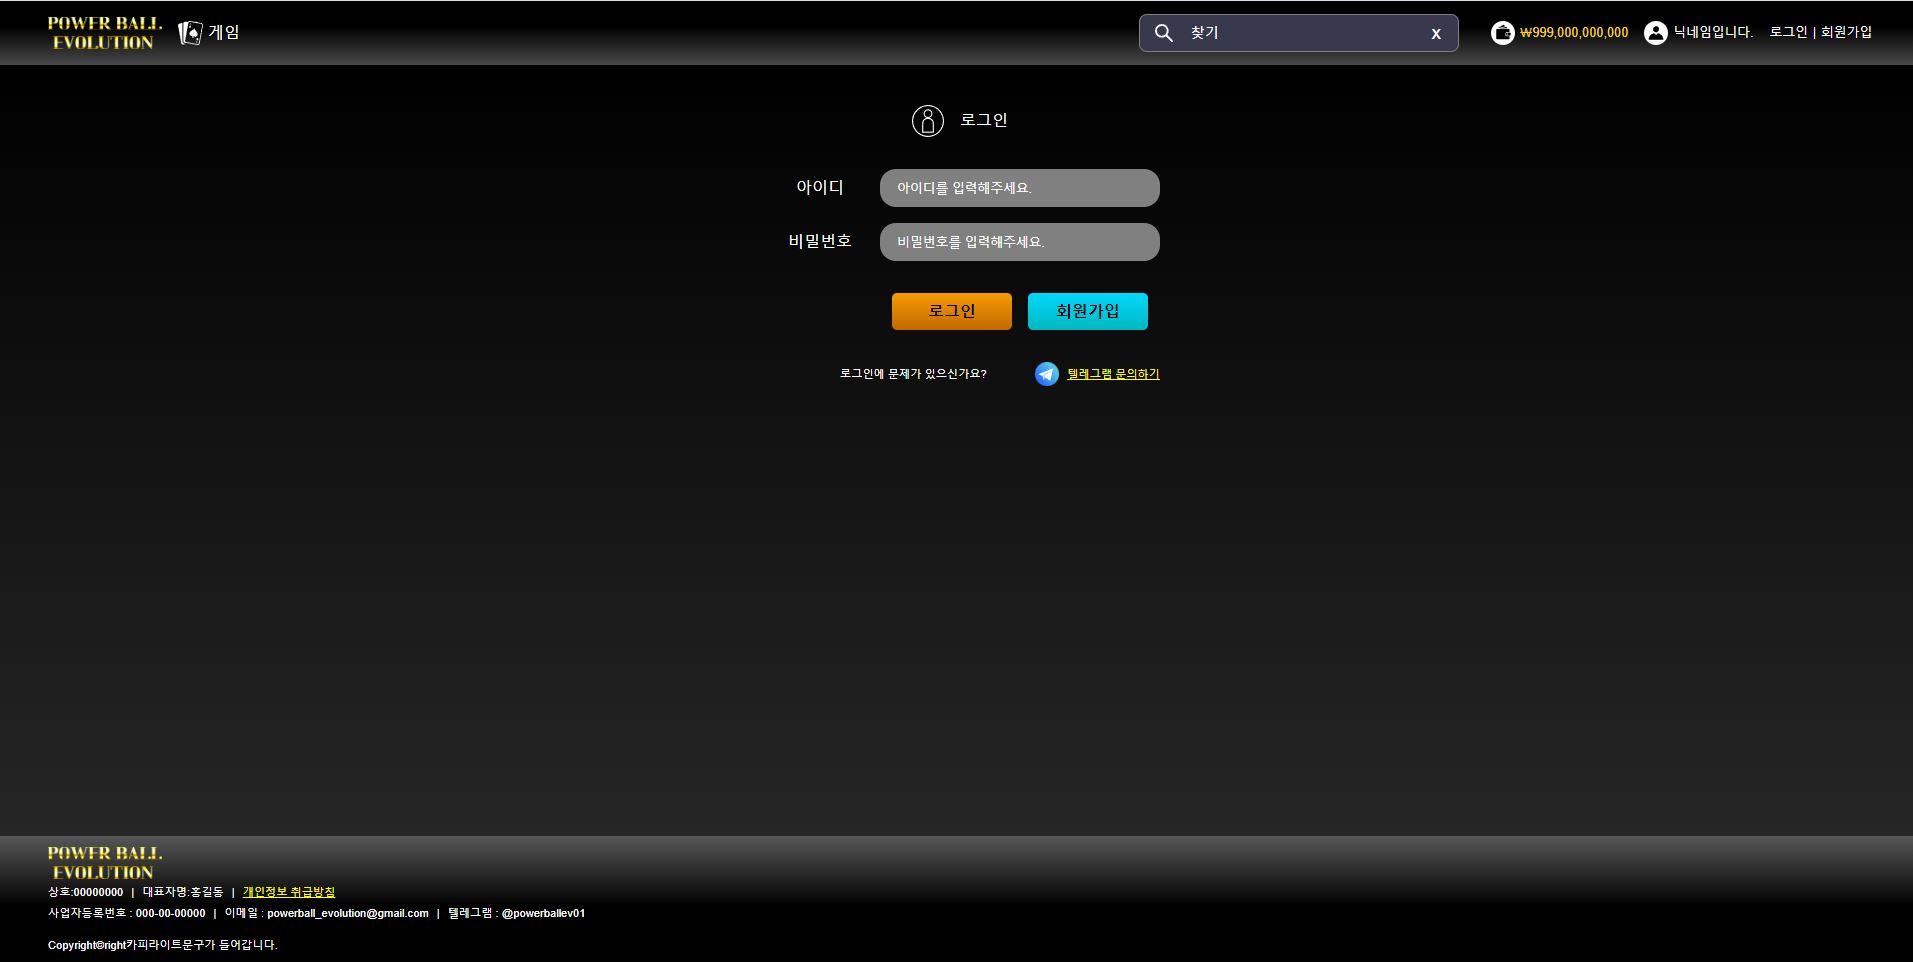 POWER BALL
EVOLUTION
게임
찾기 X
₩999,000,000,000 닉네임입니다. 로그인 | 회원가입
로그인
아이디 아이디를 입력해주세요.
비밀번호 비밀번호를 입력해주세요.
로그인 회원가입
로그인에 문제가 있으신가요? 텔레그램 문의하기
POWER BALL
EVOLUTION
상호:00000000 | 대표자명:홍길동 | 개인정보 취급방침
사업자등록번호 : 000-00-00000 | 이메일 : powerball_evolution@gmail.com | 텔레그램 : @powerballev01
Copyright©right카피라이트문구가 들어갑니다.